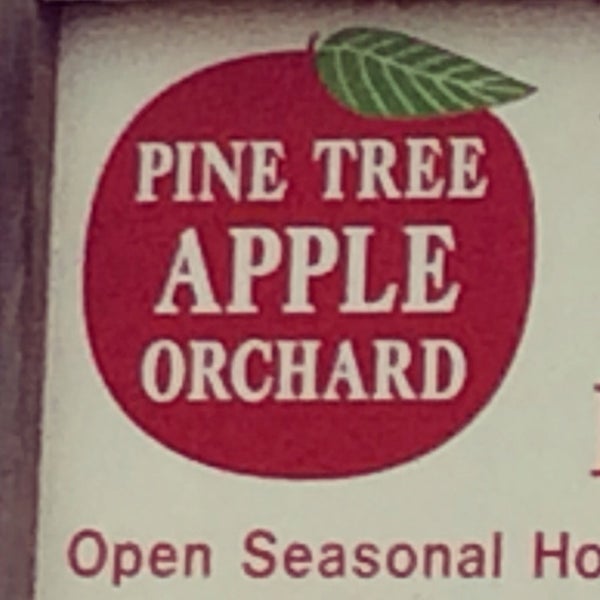 PINE TREE
APPLE
ORCHARD
Open Seasonal